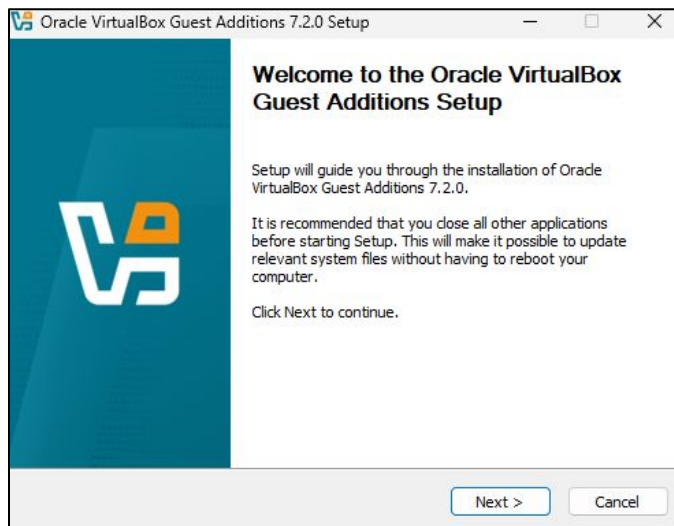 Oracle VirtualBox Guest Additions 7.2.0 Setup
Welcome to the Oracle VirtualBox
Guest Additions Setup
Setup will guide you through the installation of Oracle
VirtualBox Guest Additions 7.2.0.
It is recommended that you close all other applications
before starting Setup. This will make it possible to update
relevant system files without having to reboot your
computer.
Click Next to continue.
Next >
Cancel